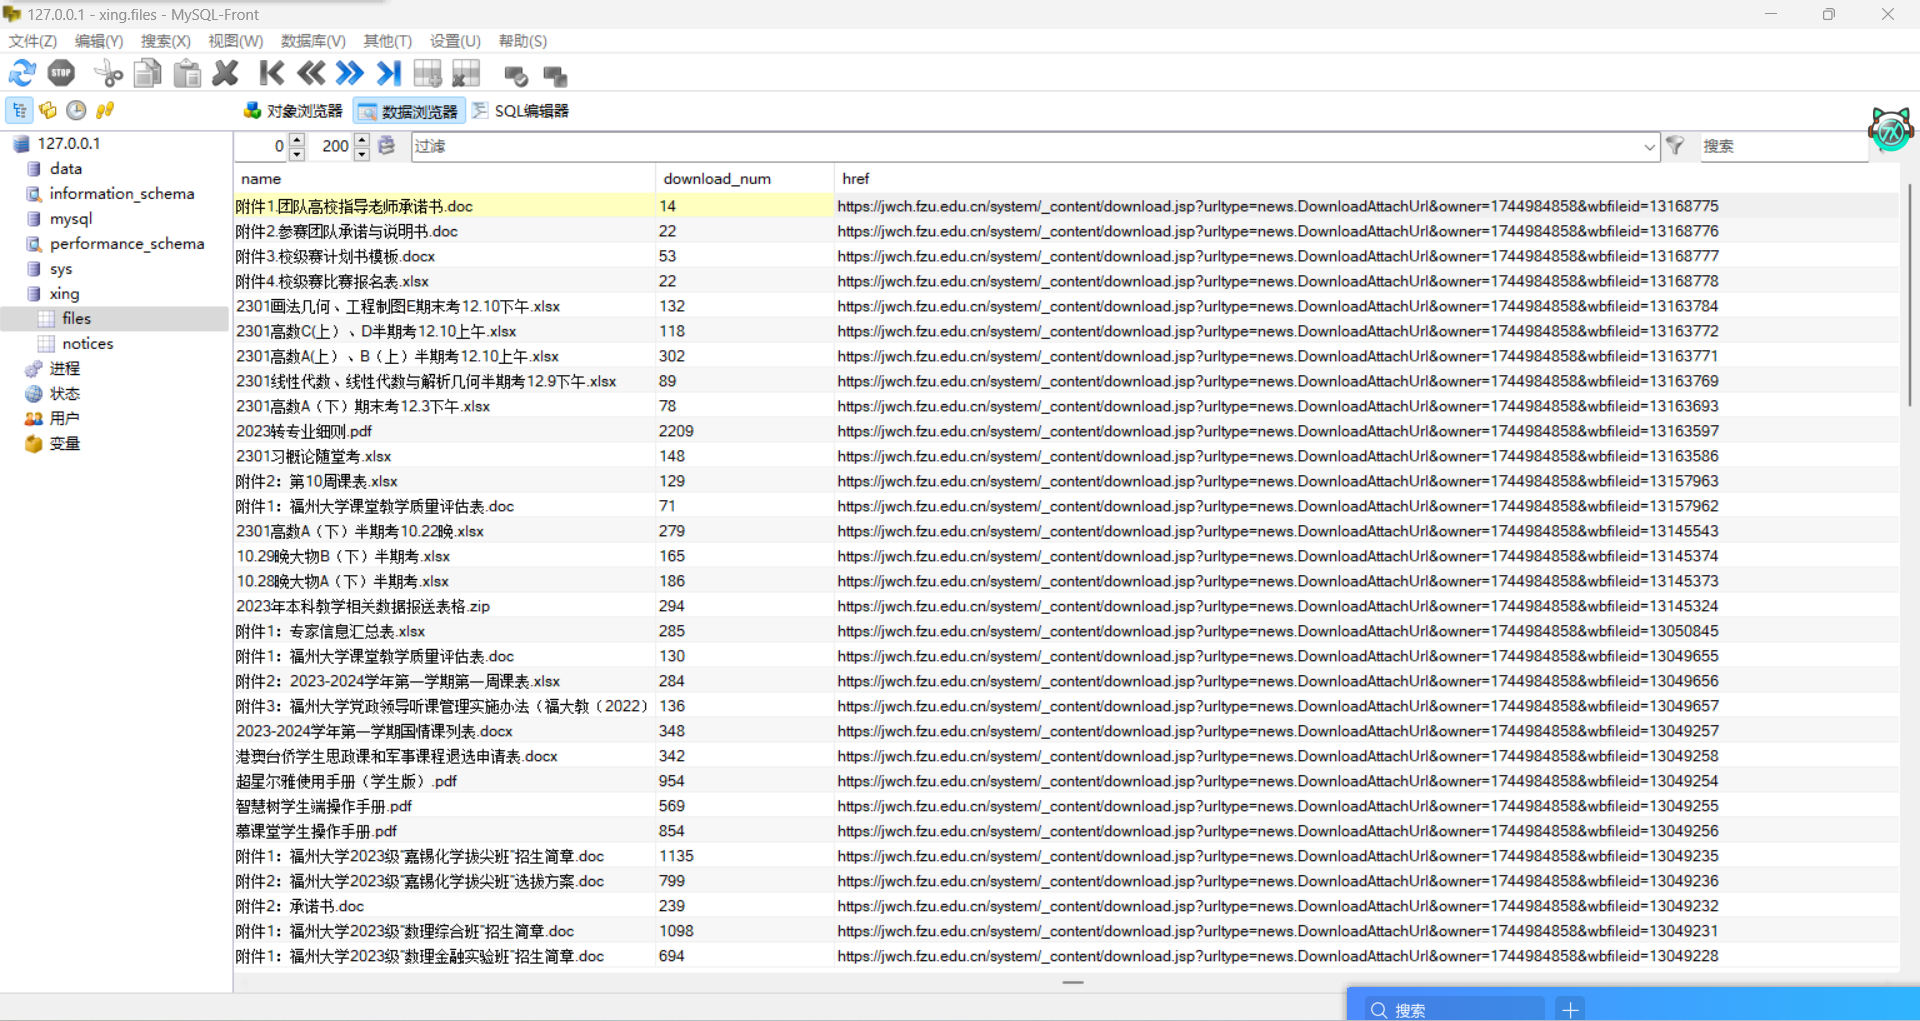 127.0.0.1 - xing.files - MySQL-Front
文件(Z) 编辑(Y) 搜索(X) 视图(W) 数据库(V) 其他(T) 设置(U) 帮助(S)
STOP
对象浏览器 数据浏览器 SQL编辑器
127.0.0.1
data
information_schema
mysql
performance_schema
sys
xing
files
notices
进程
状态
用户
变量
0 200 过滤 搜索
name download_num href
附件1.团队高校指导老师承诺书.doc 14 https://jwch.fzu.edu.cn/system/_content/download.jsp?urltype=news.DownloadAttachUrl&owner=1744984858&wbfileid=13168775
附件2.参赛团队承诺与说明书.doc 22 https://jwch.fzu.edu.cn/system/_content/download.jsp?urltype=news.DownloadAttachUrl&owner=1744984858&wbfileid=13168776
附件3.校级赛计划书模板.docx 53 https://jwch.fzu.edu.cn/system/_content/download.jsp?urltype=news.DownloadAttachUrl&owner=1744984858&wbfileid=13168777
附件4.校级赛比赛报名表.xlsx 22 https://jwch.fzu.edu.cn/system/_content/download.jsp?urltype=news.DownloadAttachUrl&owner=1744984858&wbfileid=13168778
2301画法几何、工程制图E期末考12.10下午.xlsx 132 https://jwch.fzu.edu.cn/system/_content/download.jsp?urltype=news.DownloadAttachUrl&owner=1744984858&wbfileid=13163784
2301高数C(上）、D半期考12.10上午.xlsx 118 https://jwch.fzu.edu.cn/system/_content/download.jsp?urltype=news.DownloadAttachUrl&owner=1744984858&wbfileid=13163772
2301高数A(上）、B（上）半期考12.10上午.xlsx 302 https://jwch.fzu.edu.cn/system/_content/download.jsp?urltype=news.DownloadAttachUrl&owner=1744984858&wbfileid=13163771
2301线性代数、线性代数与解析几何半期考12.9下午.xlsx 89 https://jwch.fzu.edu.cn/system/_content/download.jsp?urltype=news.DownloadAttachUrl&owner=1744984858&wbfileid=13163769
2301高数A（下）期末考12.3下午.xlsx 78 https://jwch.fzu.edu.cn/system/_content/download.jsp?urltype=news.DownloadAttachUrl&owner=1744984858&wbfileid=13163693
2023转专业细则.pdf 2209 https://jwch.fzu.edu.cn/system/_content/download.jsp?urltype=news.DownloadAttachUrl&owner=1744984858&wbfileid=13163597
2301习概论随堂考.xlsx 148 https://jwch.fzu.edu.cn/system/_content/download.jsp?urltype=news.DownloadAttachUrl&owner=1744984858&wbfileid=13163586
附件2：第10周课表.xlsx 129 https://jwch.fzu.edu.cn/system/_content/download.jsp?urltype=news.DownloadAttachUrl&owner=1744984858&wbfileid=13157963
附件1：福州大学课堂教学质量评估表.doc 71 https://jwch.fzu.edu.cn/system/_content/download.jsp?urltype=news.DownloadAttachUrl&owner=1744984858&wbfileid=13157962
2301高数A（下）半期考10.22晚.xlsx 279 https://jwch.fzu.edu.cn/system/_content/download.jsp?urltype=news.DownloadAttachUrl&owner=1744984858&wbfileid=13145543
10.29晚大物B（下）半期考.xlsx 165 https://jwch.fzu.edu.cn/system/_content/download.jsp?urltype=news.DownloadAttachUrl&owner=1744984858&wbfileid=13145374
10.28晚大物A（下）半期考.xlsx 186 https://jwch.fzu.edu.cn/system/_content/download.jsp?urltype=news.DownloadAttachUrl&owner=1744984858&wbfileid=13145373
2023年本科教学相关数据报送表格.zip 294 https://jwch.fzu.edu.cn/system/_content/download.jsp?urltype=news.DownloadAttachUrl&owner=1744984858&wbfileid=13145324
附件1：专家信息汇总表.xlsx 285 https://jwch.fzu.edu.cn/system/_content/download.jsp?urltype=news.DownloadAttachUrl&owner=1744984858&wbfileid=13050845
附件1：福州大学课堂教学质量评估表.doc 130 https://jwch.fzu.edu.cn/system/_content/download.jsp?urltype=news.DownloadAttachUrl&owner=1744984858&wbfileid=13049655
附件2：2023-2024学年第一学期第一周课表.xlsx 284 https://jwch.fzu.edu.cn/system/_content/download.jsp?urltype=news.DownloadAttachUrl&owner=1744984858&wbfileid=13049656
附件3：福州大学党政领导听课管理实施办法（福大教（2022） 136 https://jwch.fzu.edu.cn/system/_content/download.jsp?urltype=news.DownloadAttachUrl&owner=1744984858&wbfileid=13049657
2023-2024学年第一学期国情课列表.docx 348 https://jwch.fzu.edu.cn/system/_content/download.jsp?urltype=news.DownloadAttachUrl&owner=1744984858&wbfileid=13049257
港澳台侨学生思政课和军事课程退选申请表.docx 342 https://jwch.fzu.edu.cn/system/_content/download.jsp?urltype=news.DownloadAttachUrl&owner=1744984858&wbfileid=13049258
超星尔雅使用手册（学生版）.pdf 954 https://jwch.fzu.edu.cn/system/_content/download.jsp?urltype=news.DownloadAttachUrl&owner=1744984858&wbfileid=13049254
智慧树学生端操作手册.pdf 569 https://jwch.fzu.edu.cn/system/_content/download.jsp?urltype=news.DownloadAttachUrl&owner=1744984858&wbfileid=13049255
慕课堂学生操作手册.pdf 854 https://jwch.fzu.edu.cn/system/_content/download.jsp?urltype=news.DownloadAttachUrl&owner=1744984858&wbfileid=13049256
附件1：福州大学2023级"嘉锡化学拔尖班"招生简章.doc 1135 https://jwch.fzu.edu.cn/system/_content/download.jsp?urltype=news.DownloadAttachUrl&owner=1744984858&wbfileid=13049235
附件2：福州大学2023级"嘉锡化学拔尖班"选拔方案.doc 799 https://jwch.fzu.edu.cn/system/_content/download.jsp?urltype=news.DownloadAttachUrl&owner=1744984858&wbfileid=13049236
附件2：承诺书.doc 239 https://jwch.fzu.edu.cn/system/_content/download.jsp?urltype=news.DownloadAttachUrl&owner=1744984858&wbfileid=13049232
附件1：福州大学2023级"数理综合班"招生简章.doc 1098 https://jwch.fzu.edu.cn/system/_content/download.jsp?urltype=news.DownloadAttachUrl&owner=1744984858&wbfileid=13049231
附件1：福州大学2023级"数理金融实验班"招生简章.doc 694 https://jwch.fzu.edu.cn/system/_content/download.jsp?urltype=news.DownloadAttachUrl&owner=1744984858&wbfileid=13049228
搜索